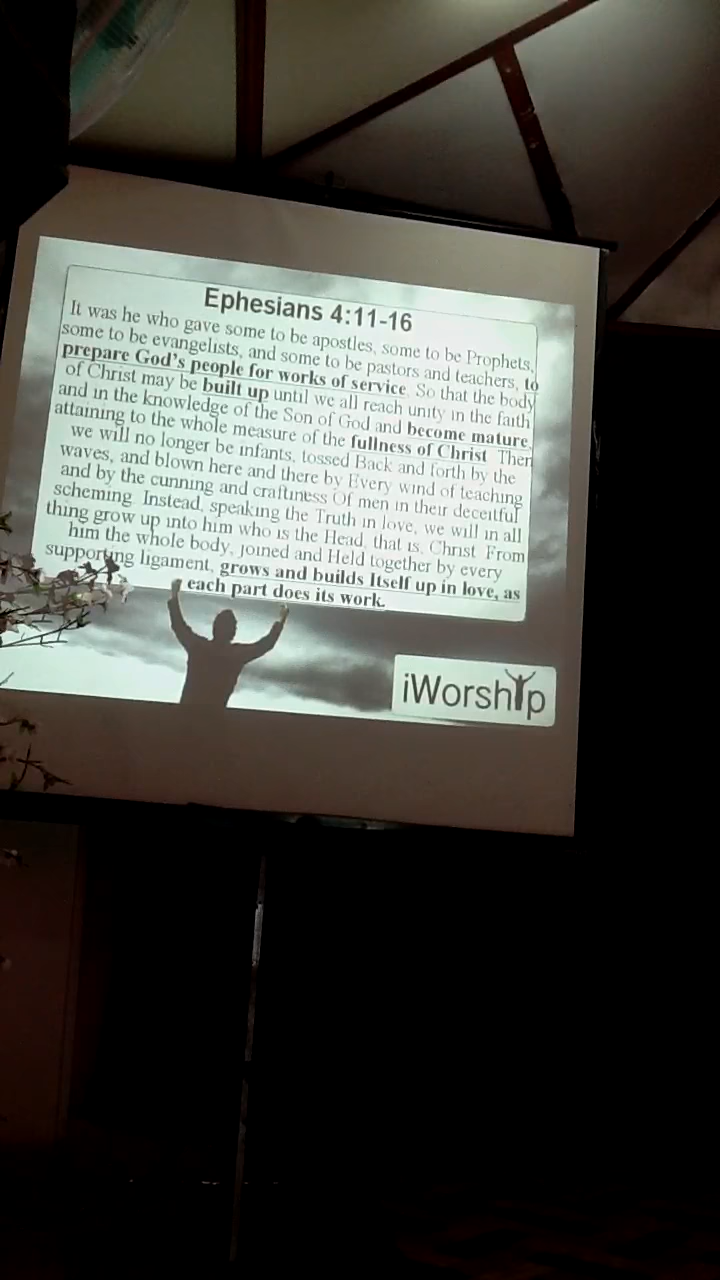 Ephesians 4:11-16
It was he who gave some to be apostles, some to be Prophets,
some to be evangelists, and some to be pastors and teachers, to
prepare God's people for works of service. So that the body
of Christ may be built up until we all reach unity in the faith
and in the knowledge of the Son of God and become mature,
attaining to the whole measure of the fullness of Christ. Then
we will no longer be infants, tossed Back and forth by the
waves, and blown here and there by Every wind of teaching
and by the cunning and craftiness Of men in their deceitful
scheming. Instead, speaking the Truth in love, we will in all
thing grow up into him who is the Head, that is, Christ. From
him the whole body, joined and Held together by every
supporting ligament, grows and builds Itself up in love, as
each part does its work.
iWorship